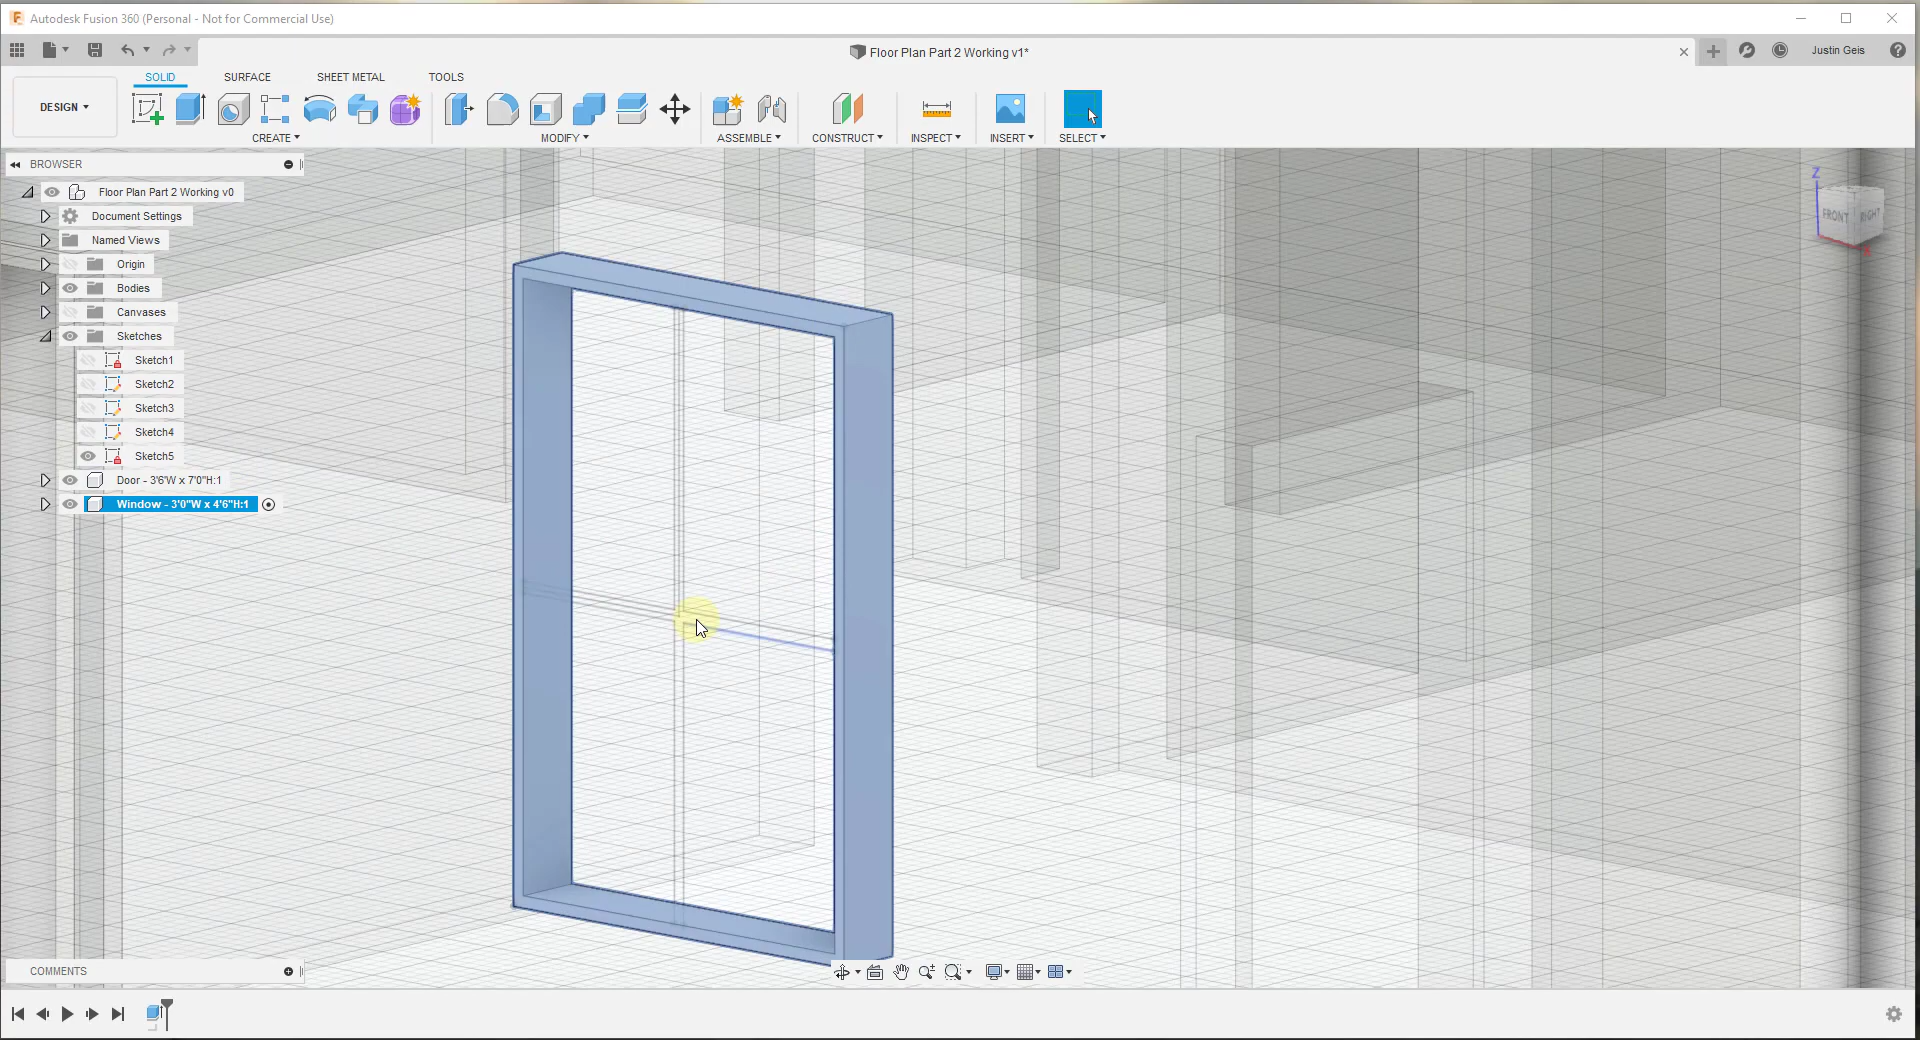 Autodesk Fusion 360 (Personal - Not for Commercial Use)
Floor Plan Part 2 Working v1*
Justin Geis
DESIGN
SOLID
SURFACE
SHEET METAL
TOOLS
CREATE
MODIFY
ASSEMBLE
CONSTRUCT
INSPECT
INSERT
SELECT
BROWSER
Floor Plan Part 2 Working v0
Document Settings
Named Views
Origin
Bodies
Canvases
Sketches
Sketch1
Sketch2
Sketch3
Sketch4
Sketch5
Door - 3'6"W x 7'0"H:1
Window - 3'0"W x 4'6"H:1
Z
FRONT
RIGHT
X
COMMENTS